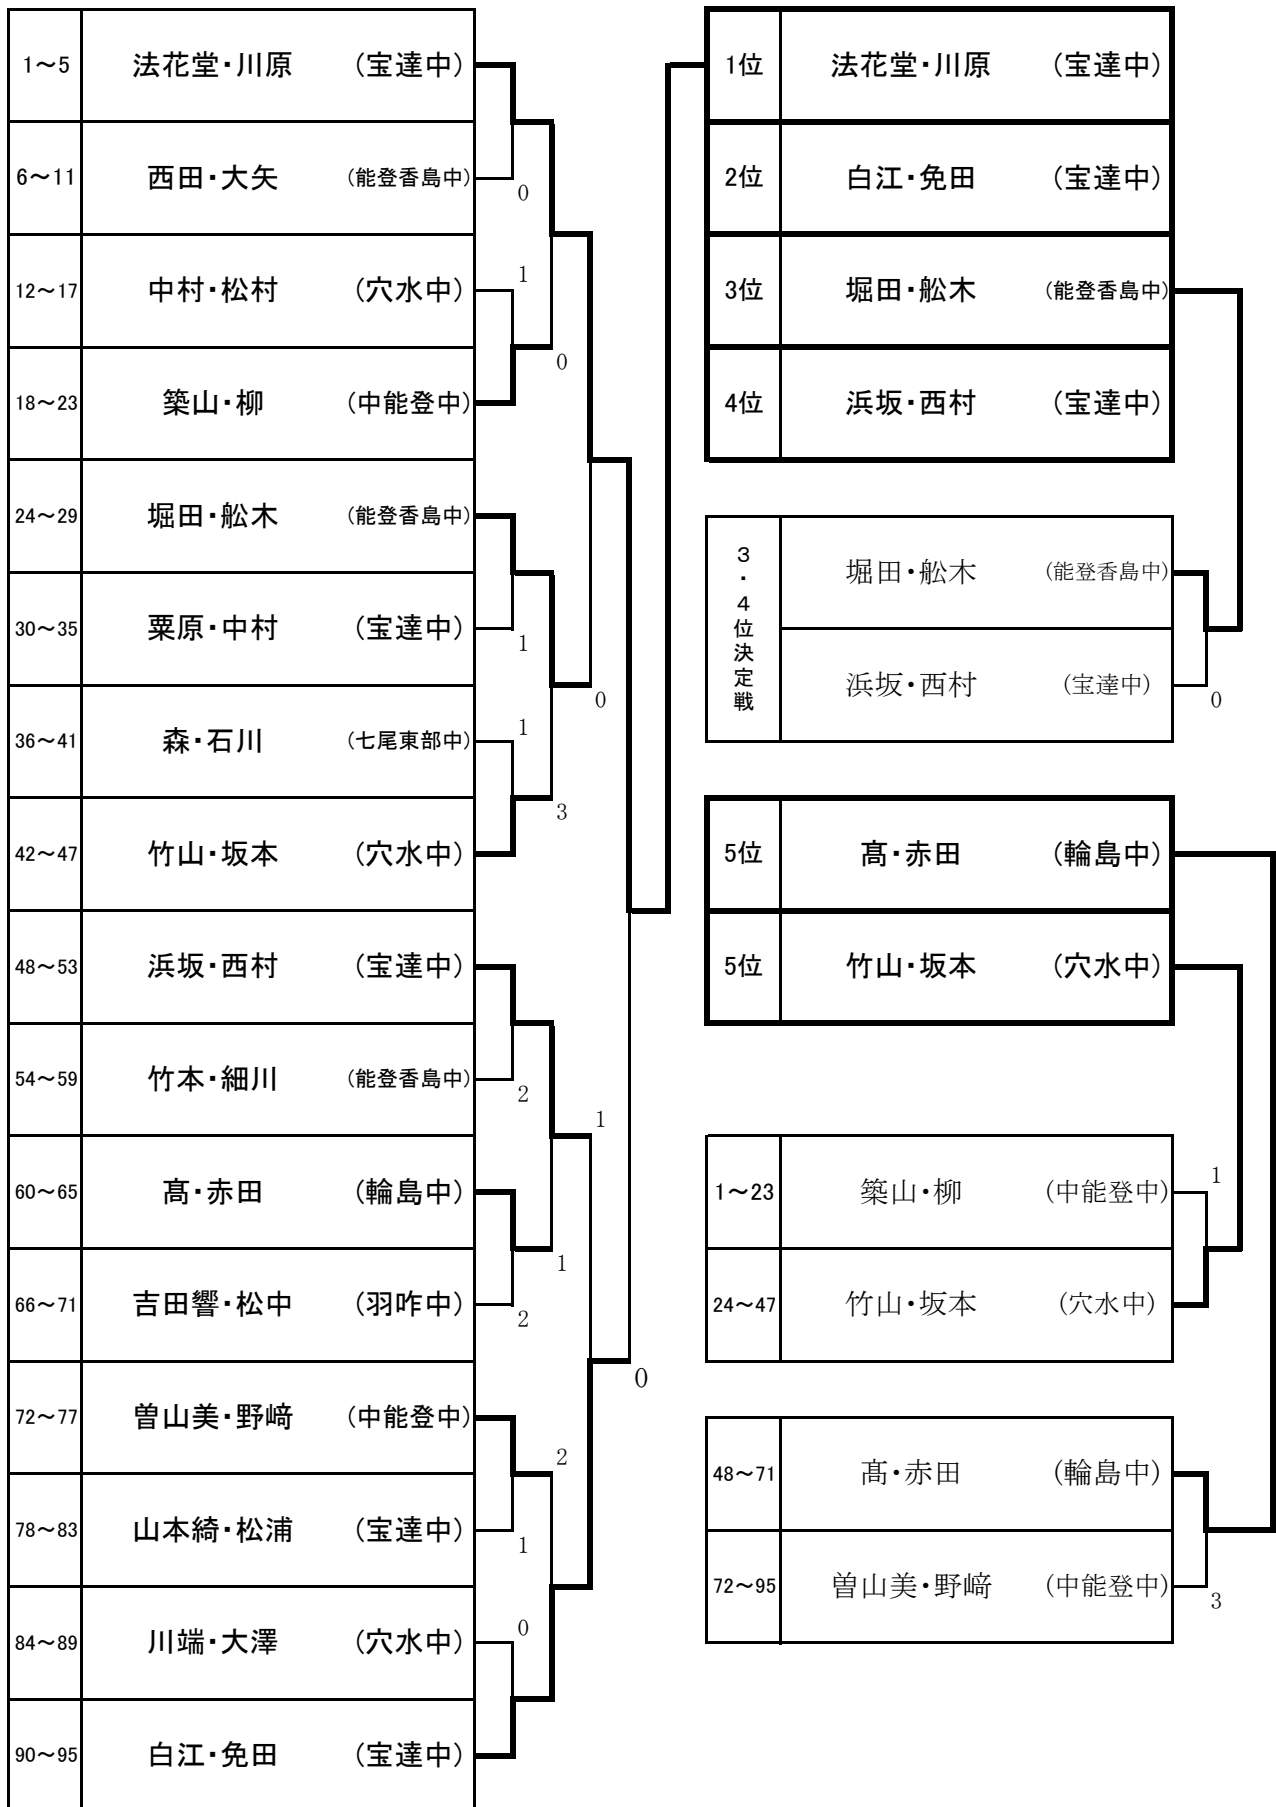 1～5 法花堂・川原 (宝達中)
6～11 西田・大矢 (能登香島中)
0
12～17 中村・松村 (穴水中)
1
18～23 築山・柳 (中能登中)
0
24～29 堀田・舩木 (能登香島中)
30～35 粟原・中村 (宝達中)
1
36～41 森・石川 (七尾東部中)
1
0
42～47 竹山・坂本 (穴水中)
3
48～53 浜坂・西村 (宝達中)
54～59 竹本・細川 (能登香島中)
2
1
60～65 髙・赤田 (輪島中)
1
66～71 吉田響・松中 (羽咋中)
2
0
72～77 曽山美・野﨑 (中能登中)
2
78～83 山本綺・松浦 (宝達中)
1
84～89 川端・大澤 (穴水中)
0
90～95 白江・免田 (宝達中)
1位 法花堂・川原 (宝達中)
2位 白江・免田 (宝達中)
3位 堀田・舩木 (能登香島中)
4位 浜坂・西村 (宝達中)
3・4位決定戦
堀田・舩木 (能登香島中)
浜坂・西村 (宝達中)
0
5位 髙・赤田 (輪島中)
5位 竹山・坂本 (穴水中)
1～23 築山・柳 (中能登中)
1
24～47 竹山・坂本 (穴水中)
48～71 髙・赤田 (輪島中)
72～95 曽山美・野﨑 (中能登中)
3